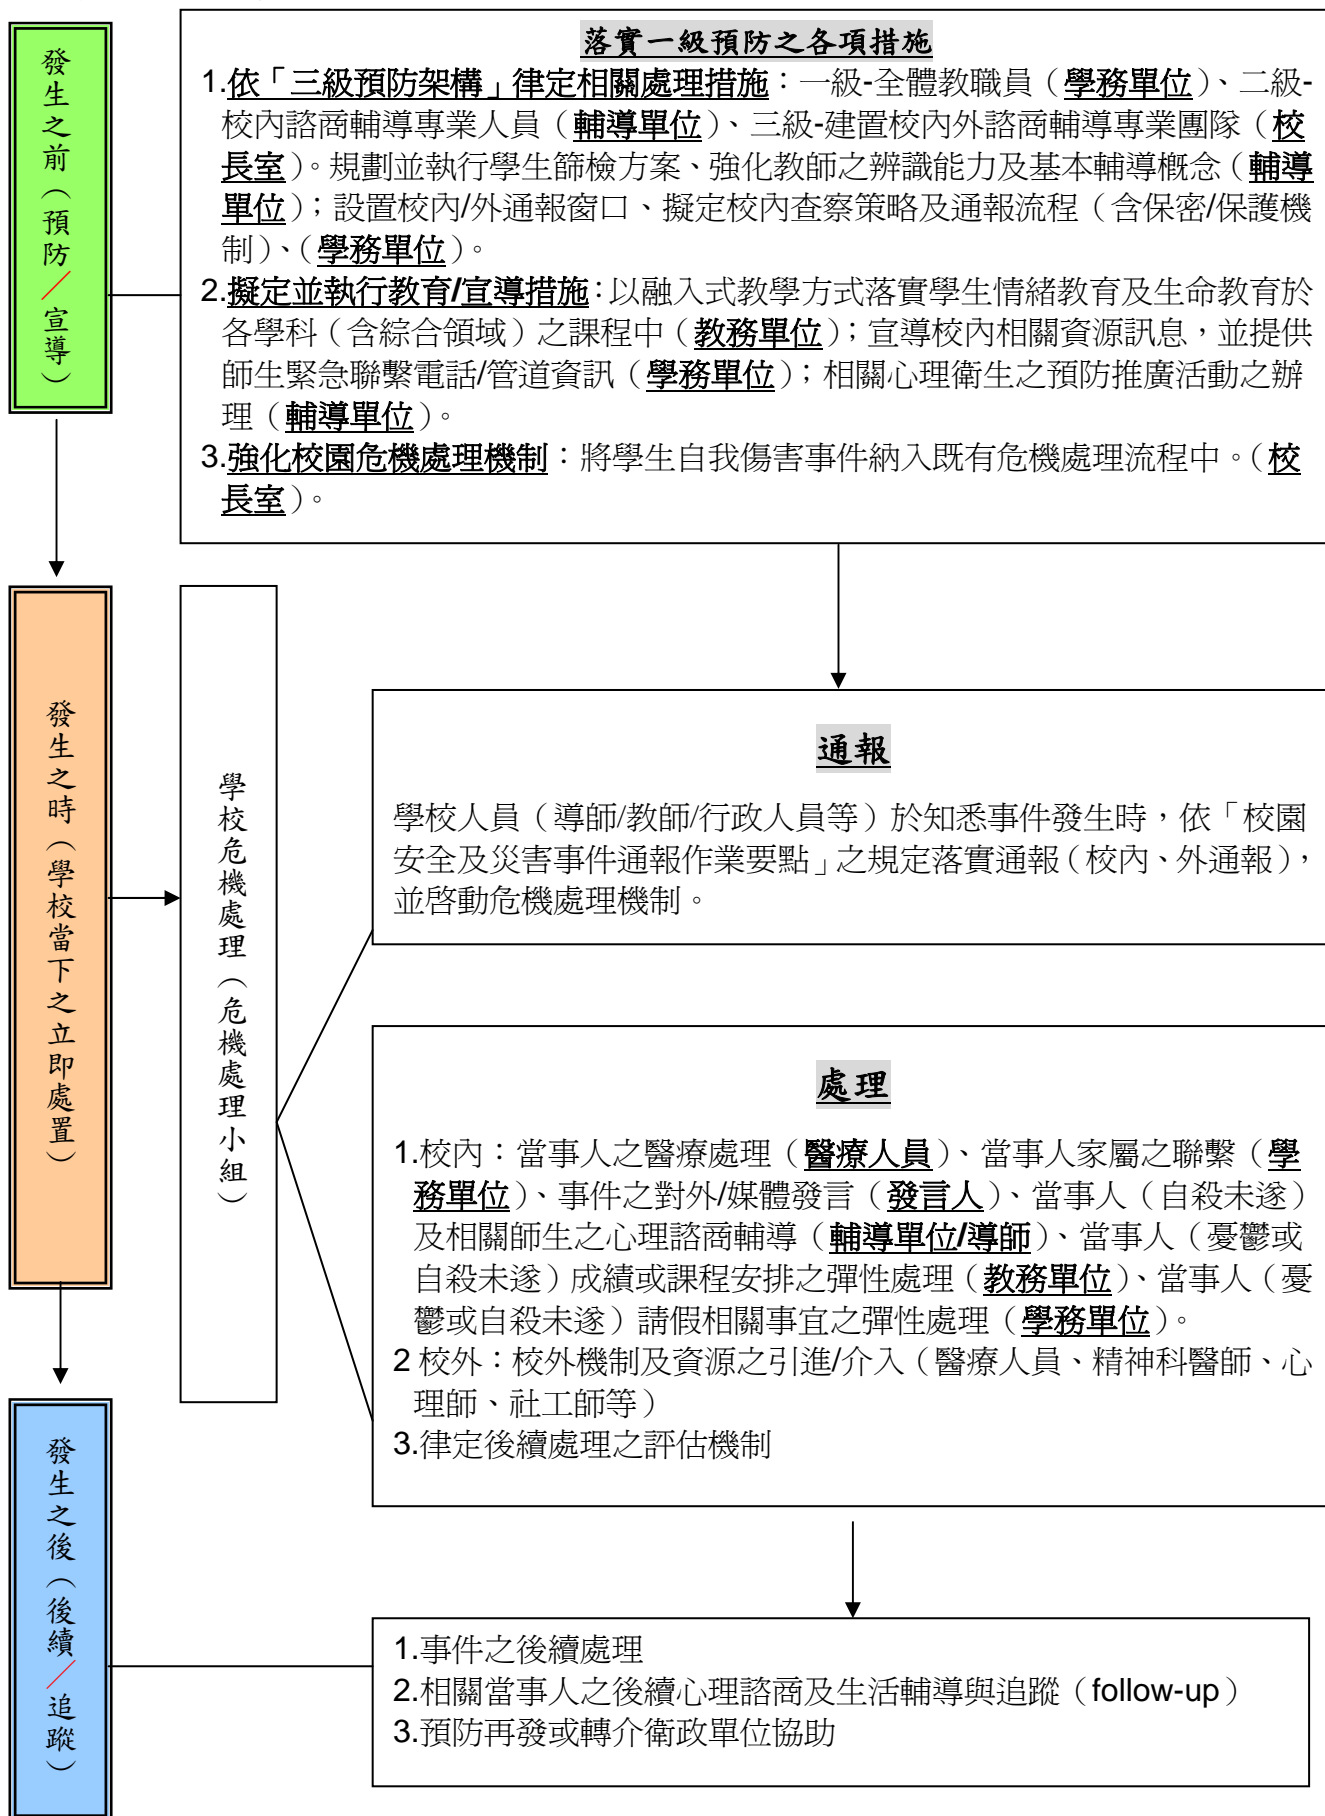 發生之前（預防／宣導）
落實一級預防之各項措施
1.依「三級預防架構」律定相關處理措施：一級-全體教職員（學務單位）、二級-
校內諮商輔導專業人員（輔導單位）、三級-建置校內外諮商輔導專業團隊（校
長室）。規劃並執行學生篩檢方案、強化教師之辨識能力及基本輔導概念（輔導
單位）；設置校內/外通報窗口、擬定校內查察策略及通報流程（含保密/保護機
制）、（學務單位）。
2.擬定並執行教育/宣導措施：以融入式教學方式落實學生情緒教育及生命教育於
各學科（含綜合領域）之課程中（教務單位）；宣導校內相關資源訊息，並提供
師生緊急聯繫電話/管道資訊（學務單位）；相關心理衛生之預防推廣活動之辦
理（輔導單位）。
3.強化校園危機處理機制：將學生自我傷害事件納入既有危機處理流程中。（校
長室）。
發生之時（學校當下之立即處置）
學校危機處理（危機處理小組）
通報
學校人員（導師/教師/行政人員等）於知悉事件發生時，依「校園
安全及災害事件通報作業要點」之規定落實通報（校內、外通報），
並啓動危機處理機制。
處理
1.校內：當事人之醫療處理（醫療人員）、當事人家屬之聯繫（學
務單位）、事件之對外/媒體發言（發言人）、當事人（自殺未遂）
及相關師生之心理諮商輔導（輔導單位/導師）、當事人（憂鬱或
自殺未遂）成績或課程安排之彈性處理（教務單位）、當事人（憂
鬱或自殺未遂）請假相關事宜之彈性處理（學務單位）。
2 校外：校外機制及資源之引進/介入（醫療人員、精神科醫師、心
理師、社工師等）
3.律定後續處理之評估機制
發生之後（後續／追蹤）
1.事件之後續處理
2.相關當事人之後續心理諮商及生活輔導與追蹤（follow-up）
3.預防再發或轉介衛政單位協助